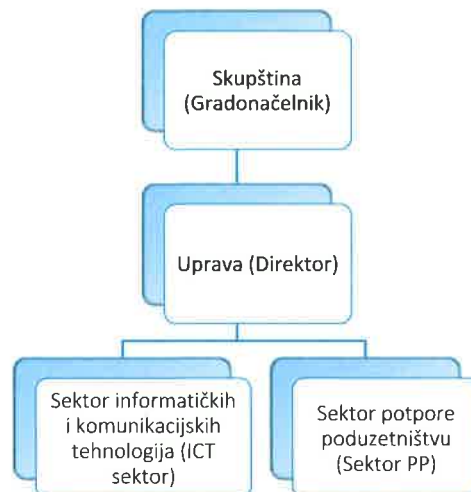 Skupština
(Gradonačelnik)
Uprava (Direktor)
Sektor informatičkih
i komunikacijskih
tehnologija (ICT
sektor)
Sektor potpore
poduzetništvu
(Sektor PP)